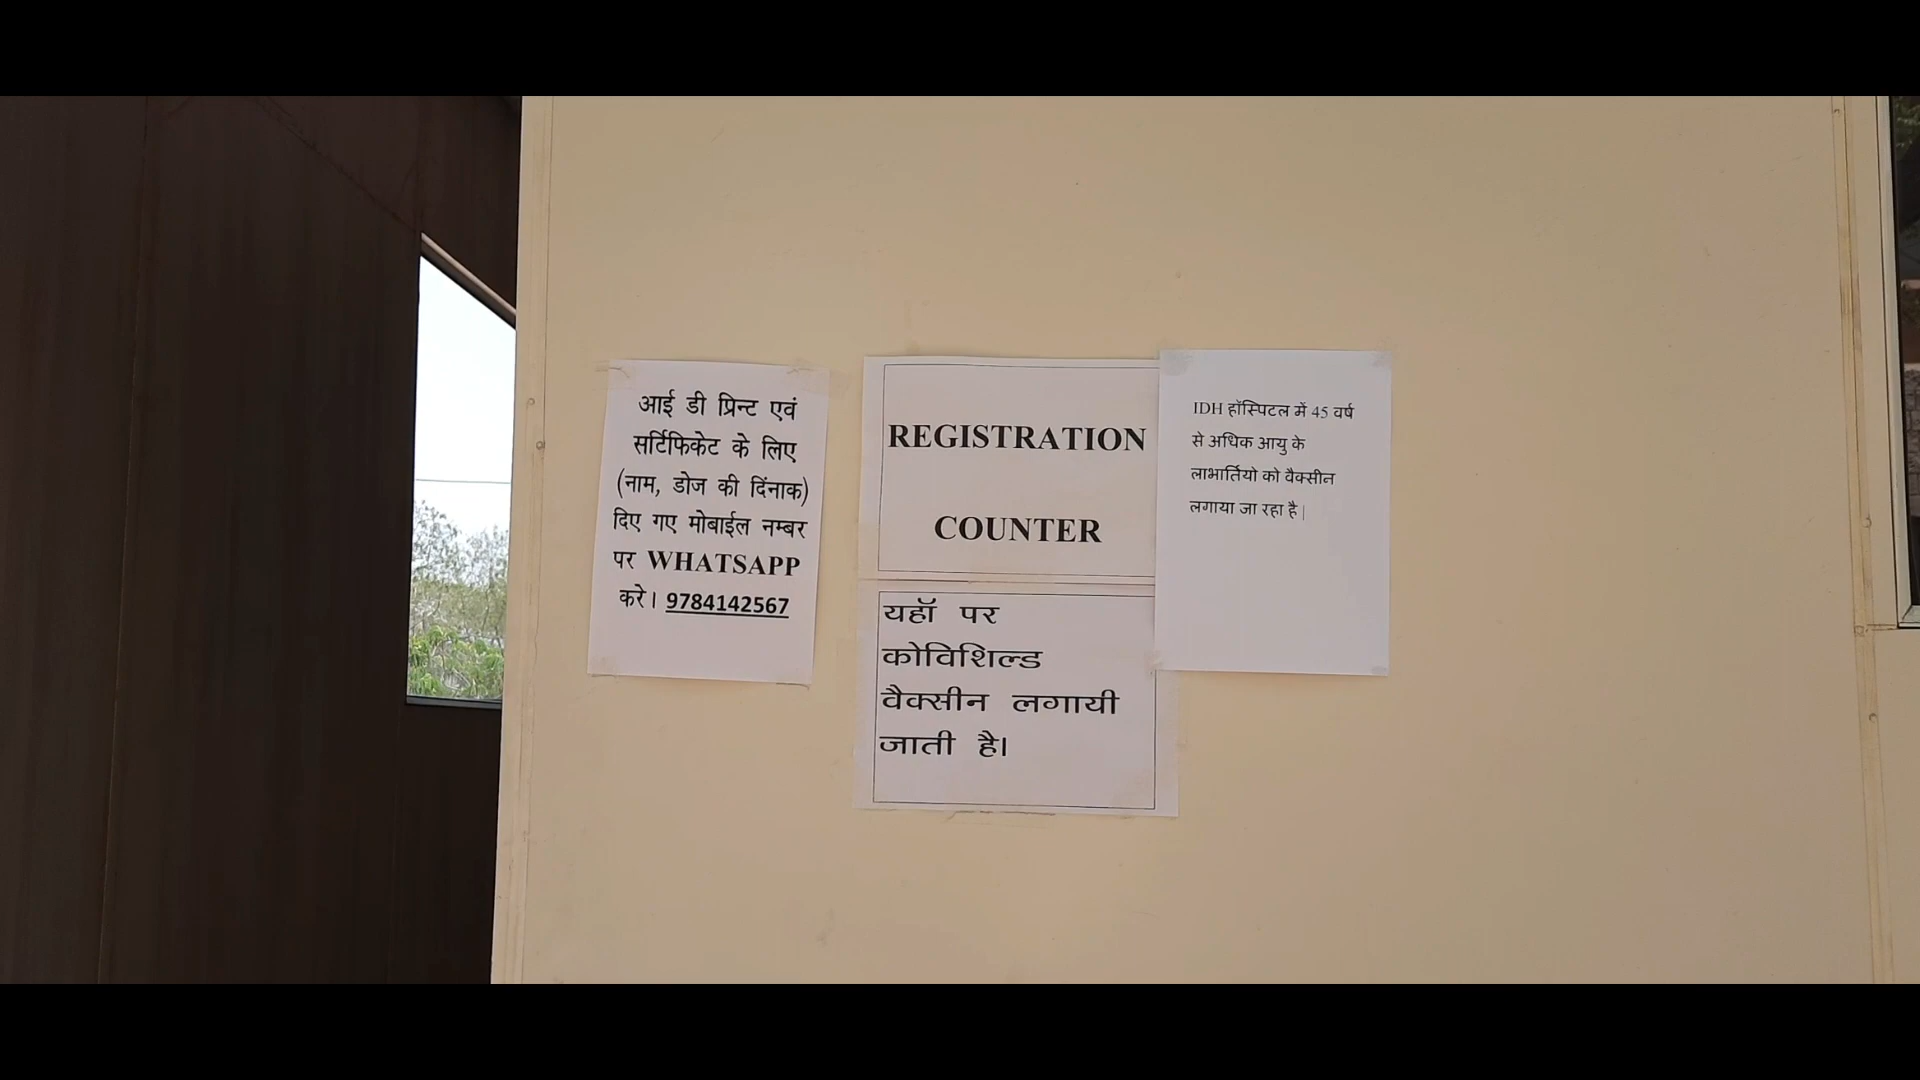 आई डी प्रिन्ट एवं
सर्टिफिकेट के लिए
(नाम, डोज की दिंनाक)
दिए गए मोबाईल नम्बर
पर WHATSAPP
करे। 9784142567
REGISTRATION
COUNTER
यहॉ पर
कोविशिल्ड
वैक्सीन लगायी
जाती है।
IDH हॉस्पिटल में 45 वर्ष
से अधिक आयु के
लाभार्तियो को वैक्सीन
लगाया जा रहा है|